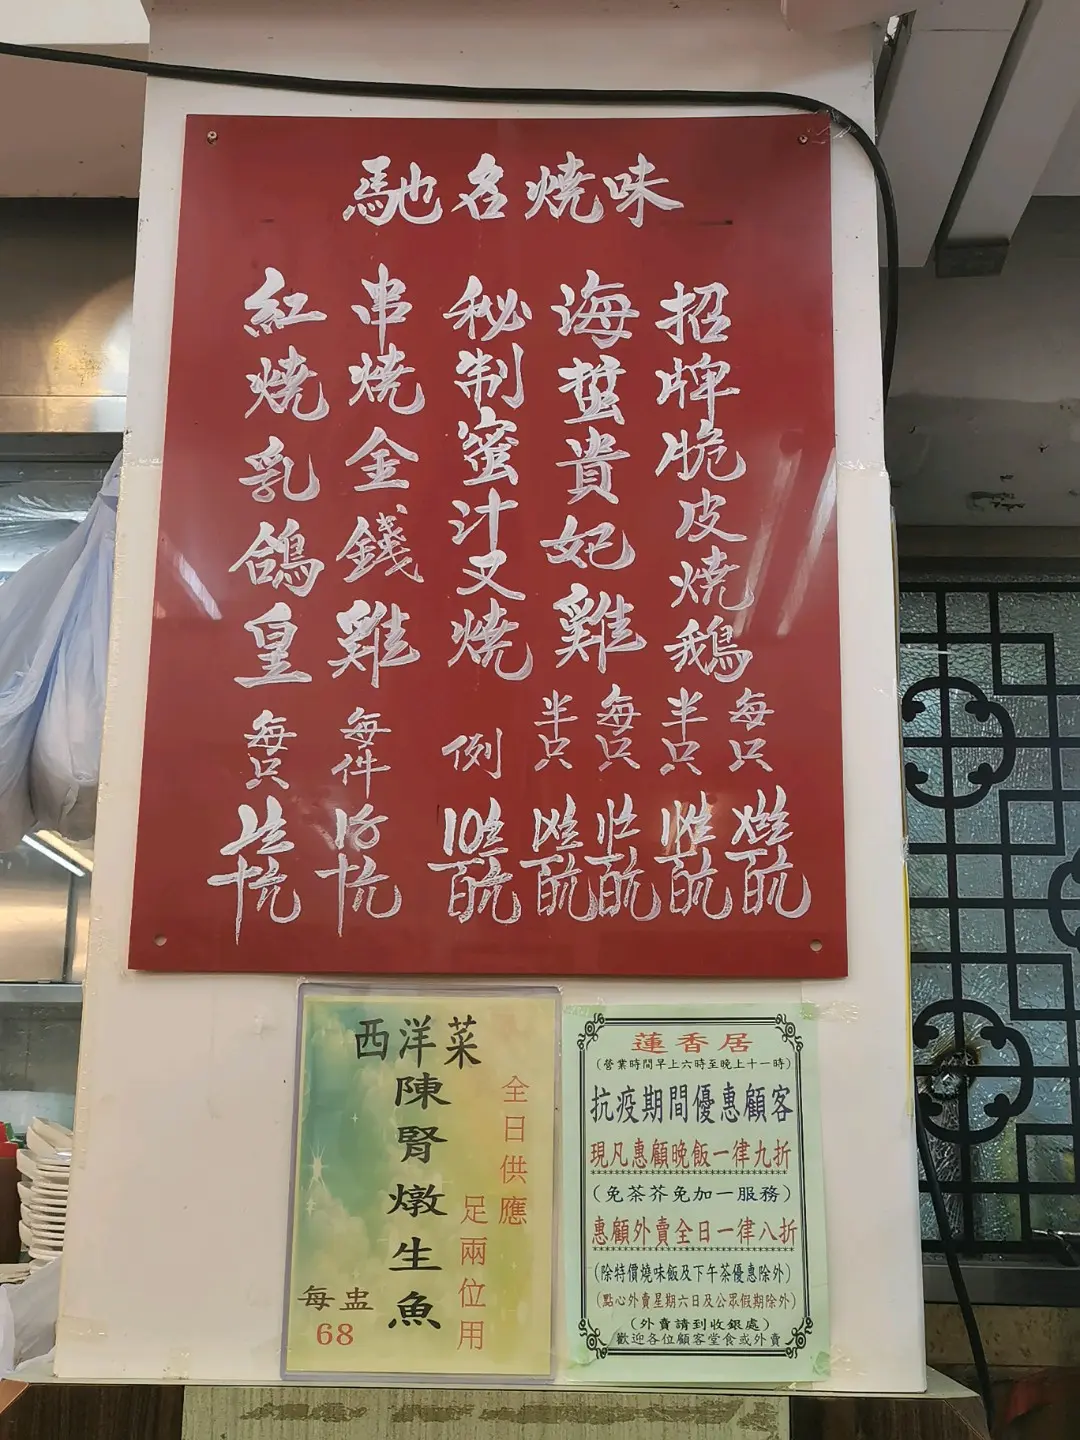 馳名燒味
招牌脆皮燒鵝
每只
半只
海蜇貴妃雞
每只
半只
秘制蜜汁叉燒
例
串燒金錢雞
每件
紅燒乳鴿皇
每只
西洋菜
陳腎燉生魚
全日供應
足兩位用
每盅
68
蓮香居
(營業時間早上六時至晚上十一時)
抗疫期間優惠顧客
現凡惠顧晚飯一律九折
(免茶芥免加一服務)
惠顧外賣全日一律八折
(除特價燒味飯及下午茶優惠除外)
(點心外賣星期六日及公眾假期除外)
(外賣請到收銀處)
歡迎各位顧客堂食或外賣